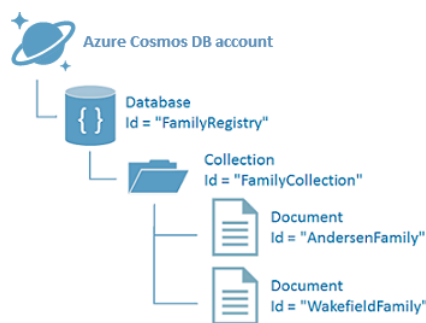 Azure Cosmos DB account
Database
{ }
Id = "FamilyRegistry"
Collection
Id = "FamilyCollection"
Document
Id = "AndersenFamily"
Document
Id = "WakefieldFamily"